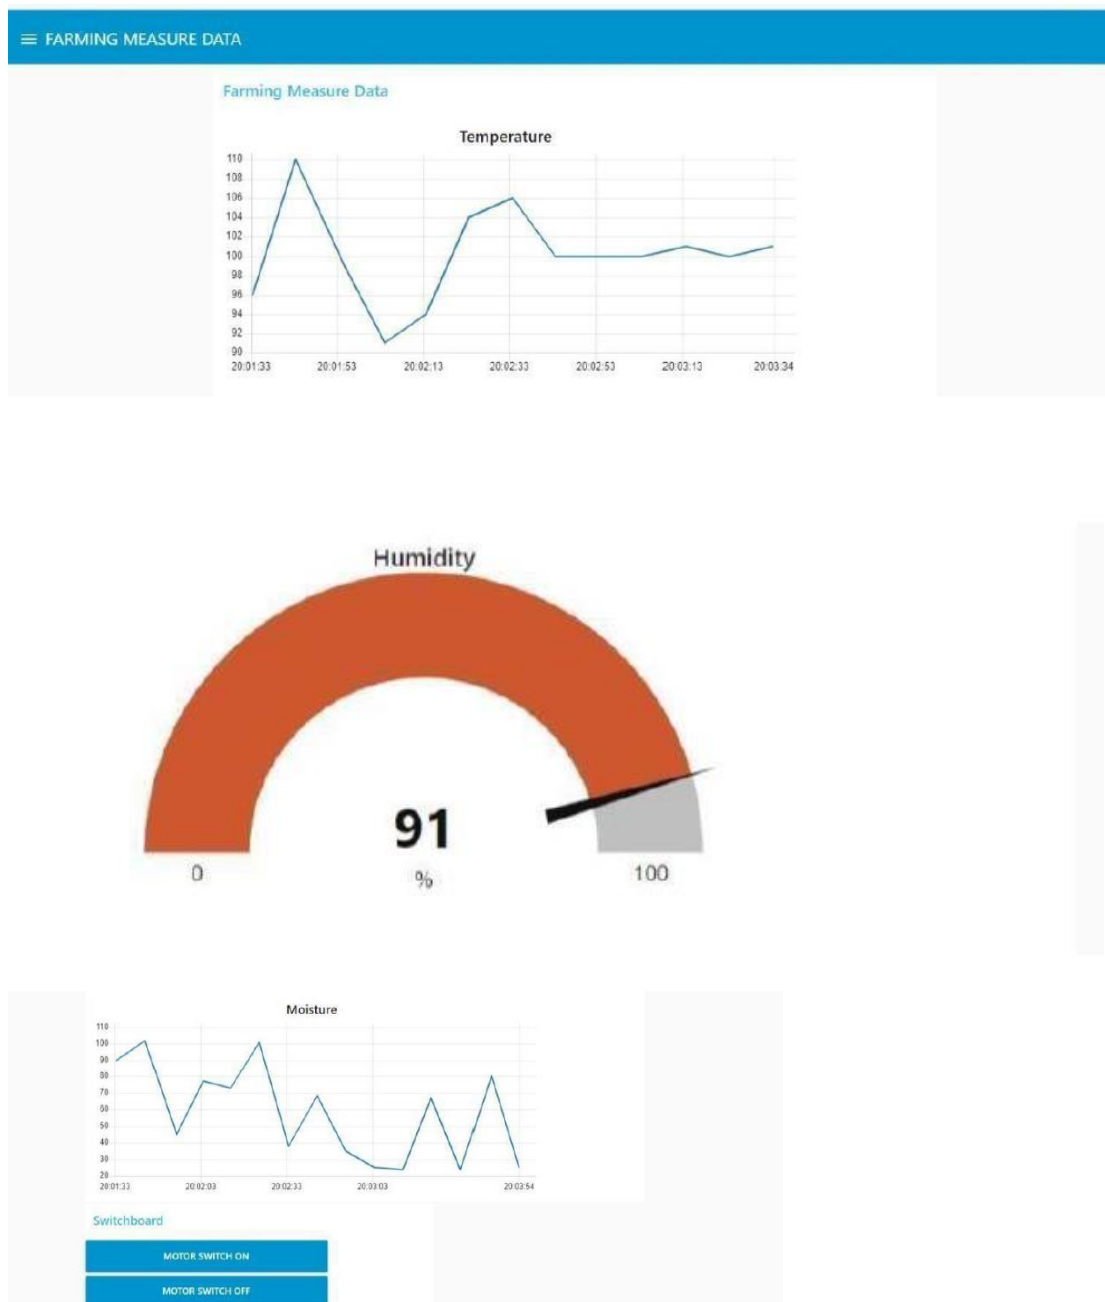 ≡ FARMING MEASURE DATA
Farming Measure Data
Temperature
110
108
106
104
102
100
98
96
94
92
90
20:01:33 20:01:53 20:02:13 20:02:33 20:02:53 20:03:13 20:03:34
Humidity
91
0 % 100
Moisture
110
100
90
80
70
60
50
40
30
20
20:01:33 20:02:03 20:02:33 20:03:03 20:03:54
Switchboard
MOTOR SWITCH ON
MOTOR SWITCH OFF